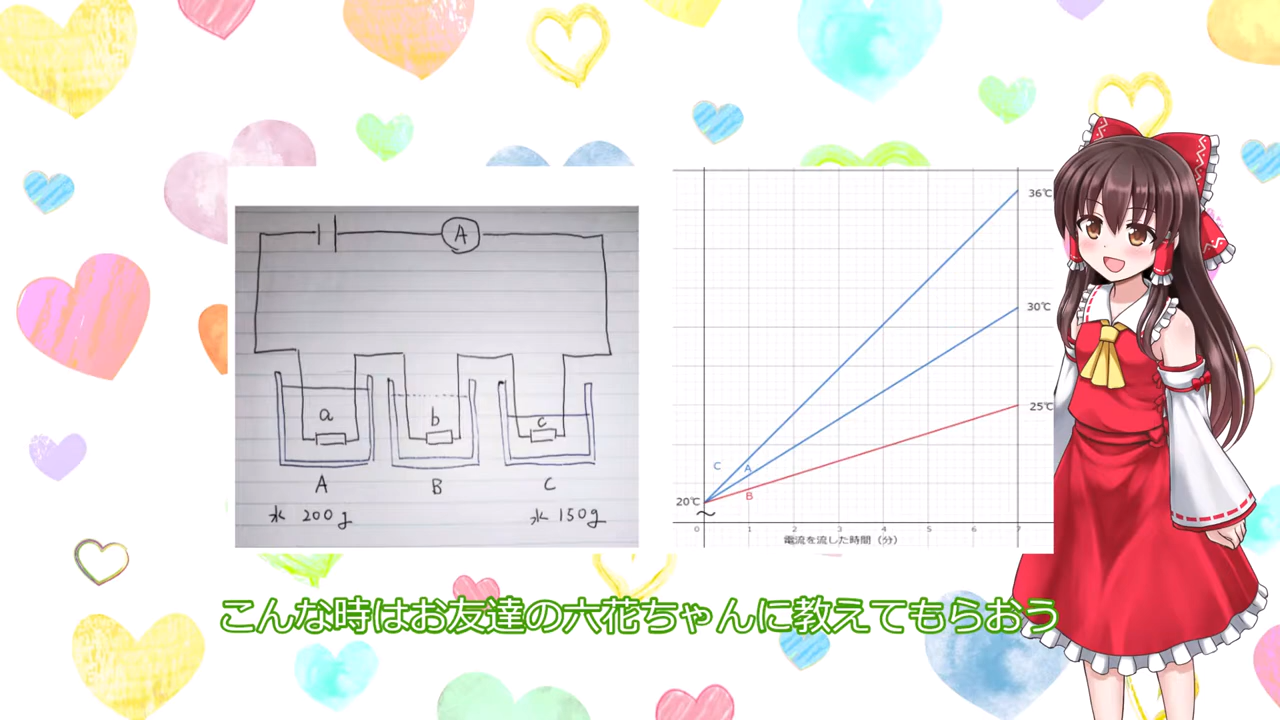 A
a
b
c
A
B
C
水 200g
水 150g
36℃
30℃
25℃
C
A
B
20℃
0 1 2 3 4 5 6 7
電流を流した時間（分）
こんな時はお友達の六花ちゃんに教えてもらおう